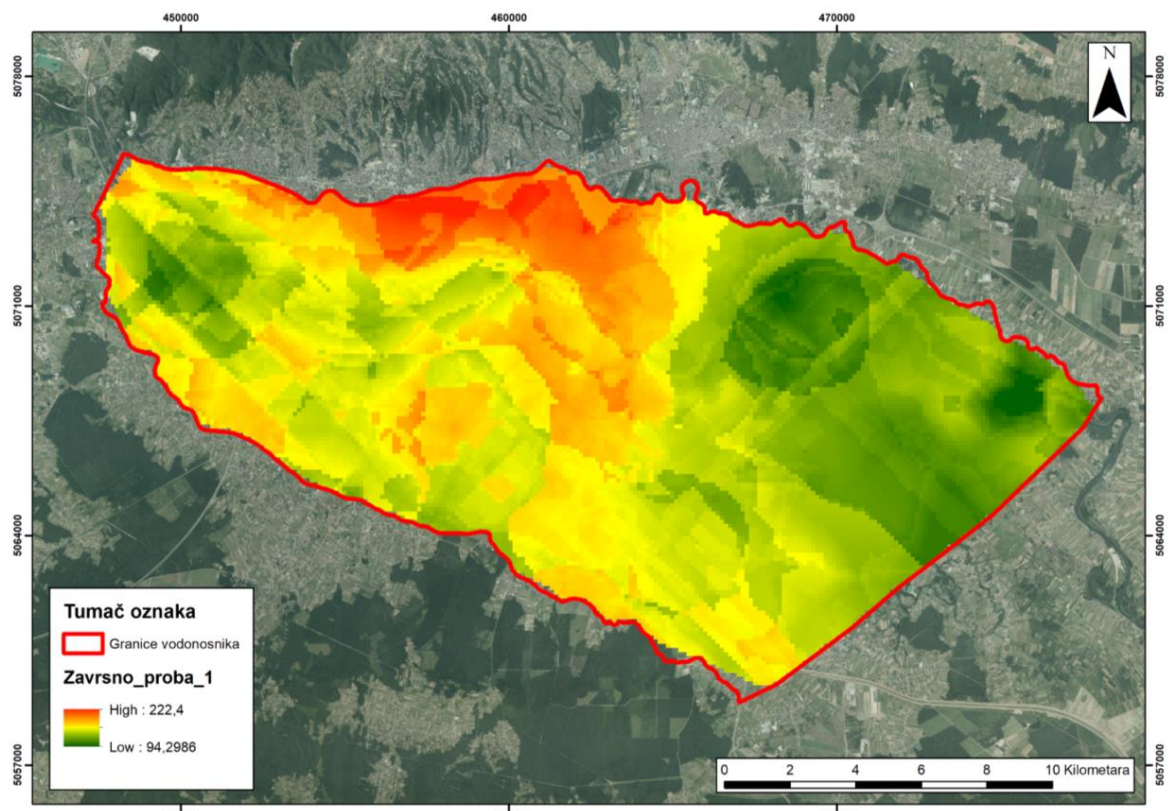 450000
460000
470000
N
5078000
5078000
5071000
5071000
5064000
5064000
5057000
5057000
Tumač oznaka
Granice vodonosnika
Zavrsno_proba_1
High : 222,4
Low : 94,2986
0 2 4 6 8 10 Kilometara